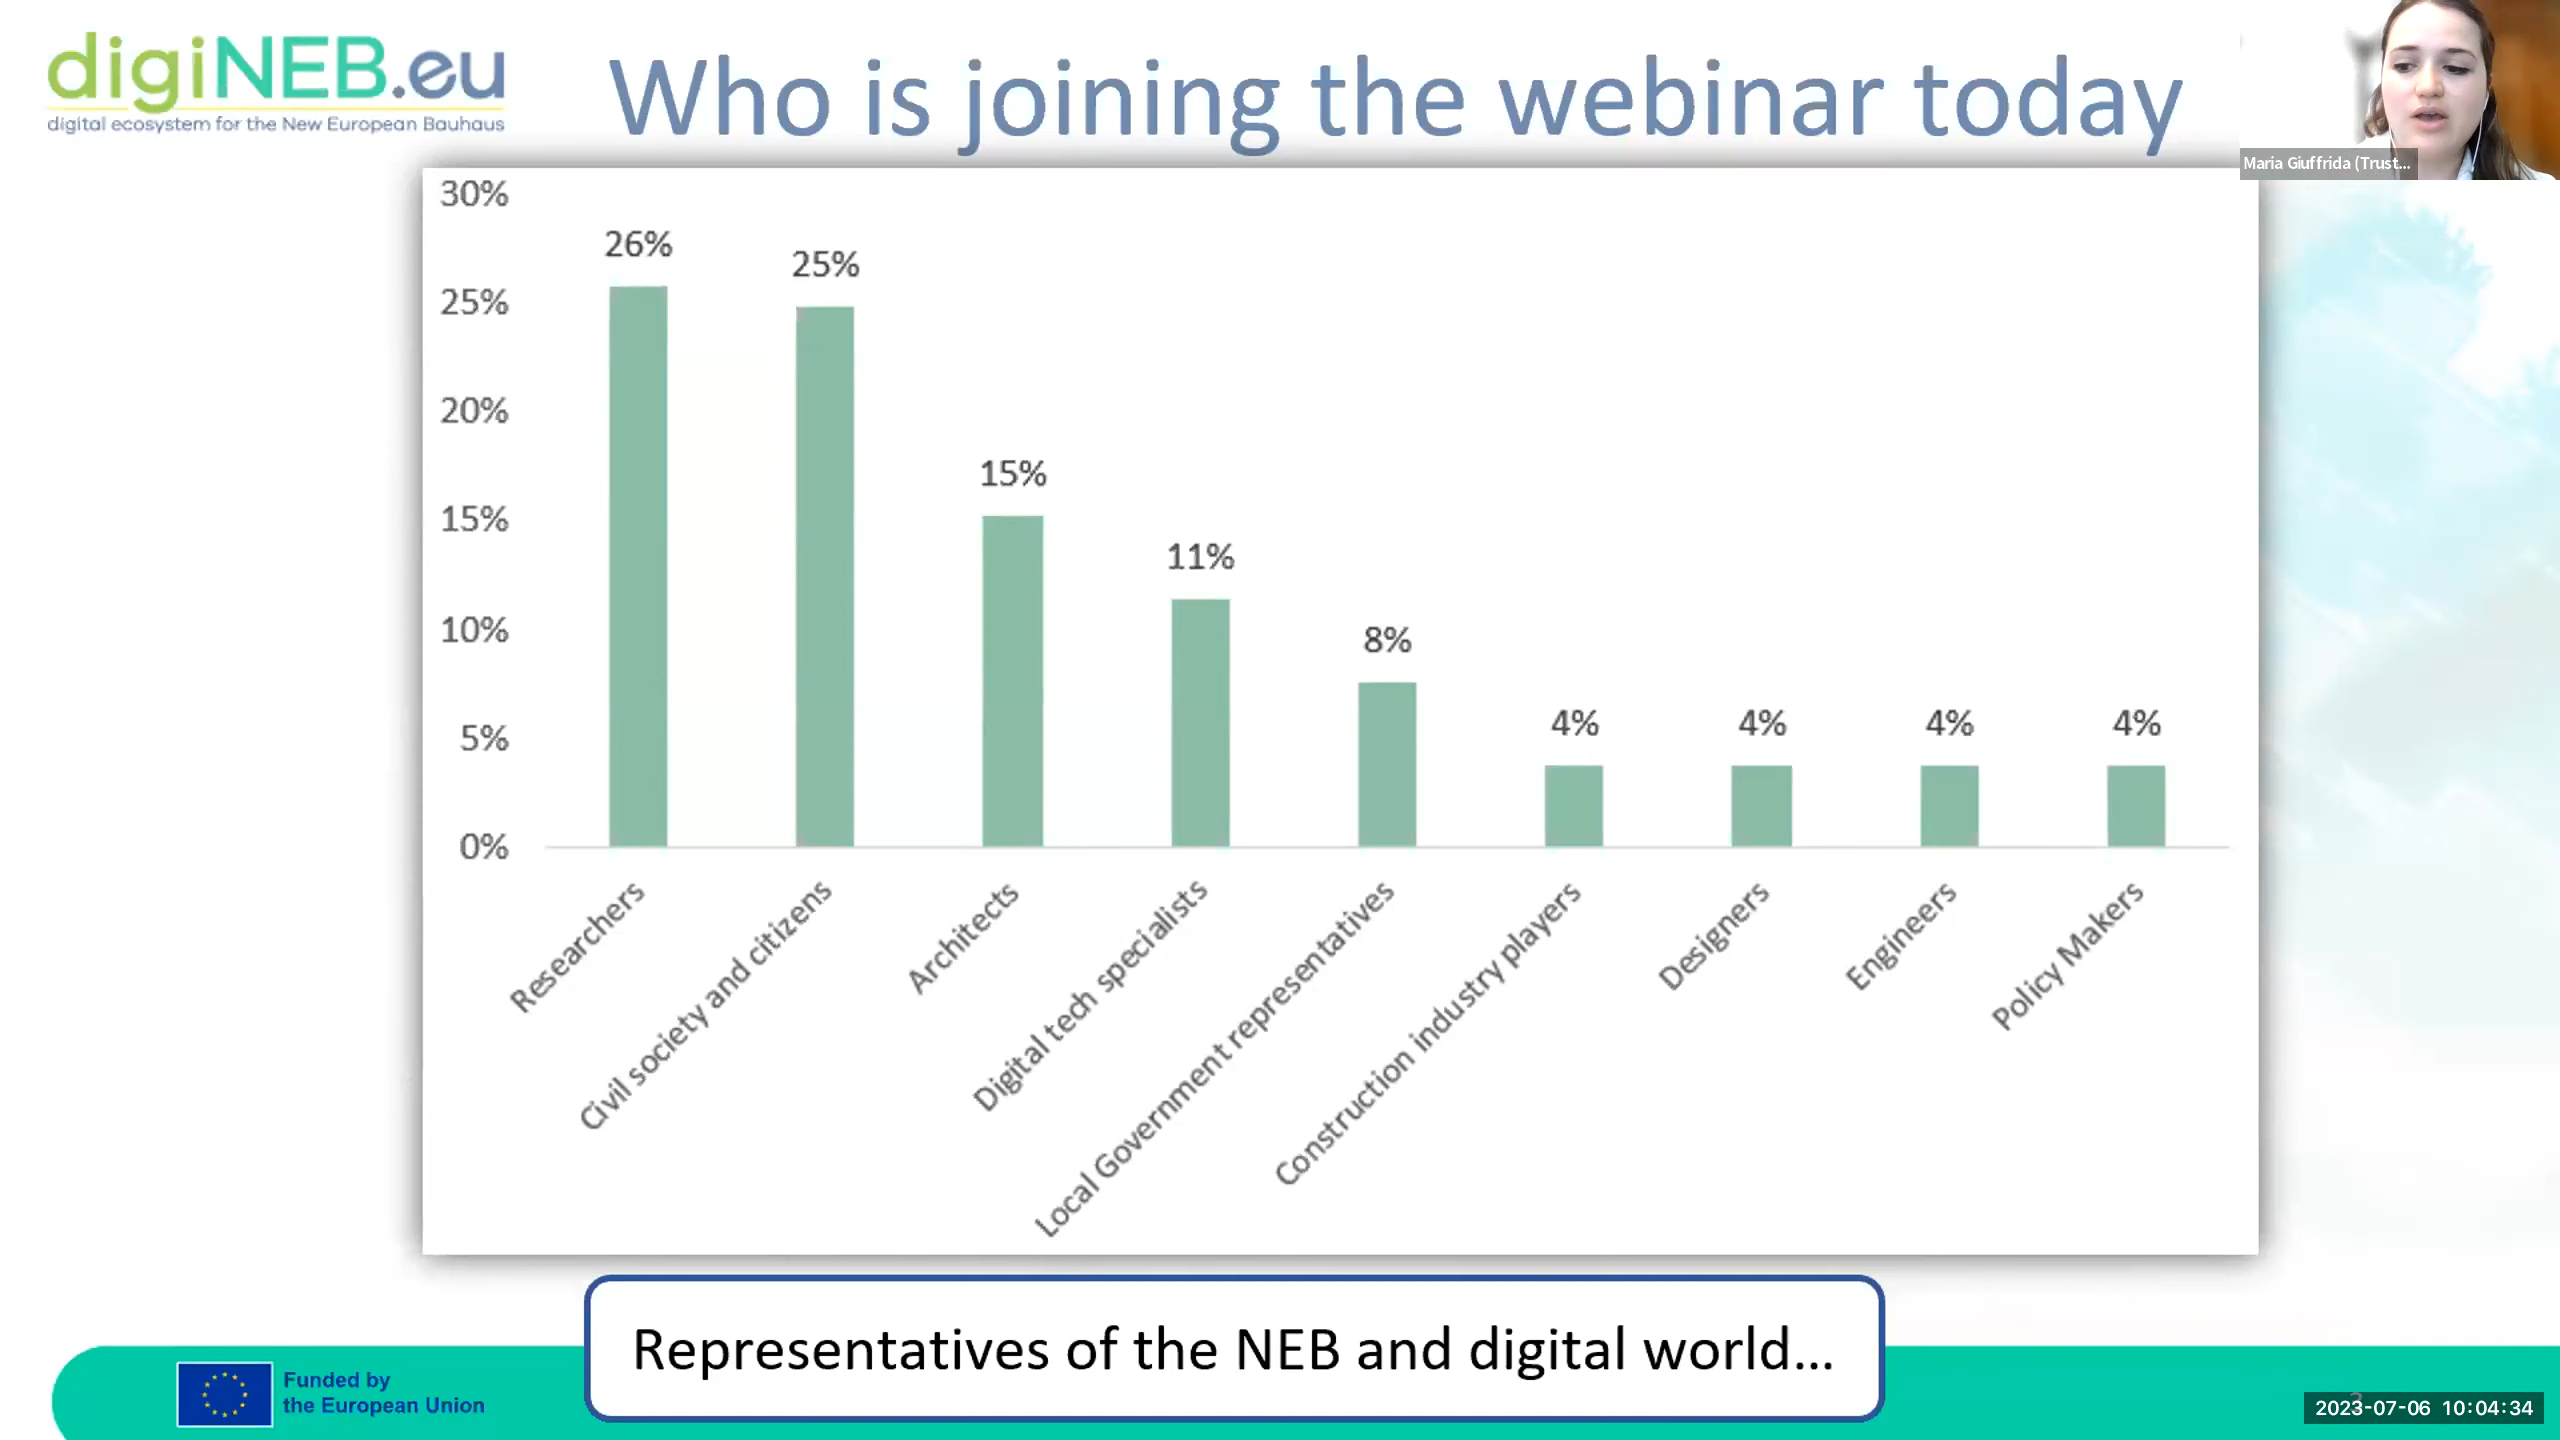 digiNEB.eu
digital ecosystem for the New European Bauhaus
Who is joining the webinar today
Maria Giuffrida (Trust...
30%
25%
20%
15%
10%
5%
0%
26%
25%
15%
11%
8%
4%
4%
4%
4%
Researchers
Civil society and citizens
Architects
Digital tech specialists
Local Government representatives
Construction industry players
Designers
Engineers
Policy Makers
Representatives of the NEB and digital world...
Funded by
the European Union
3
2023-07-06 10:04:34